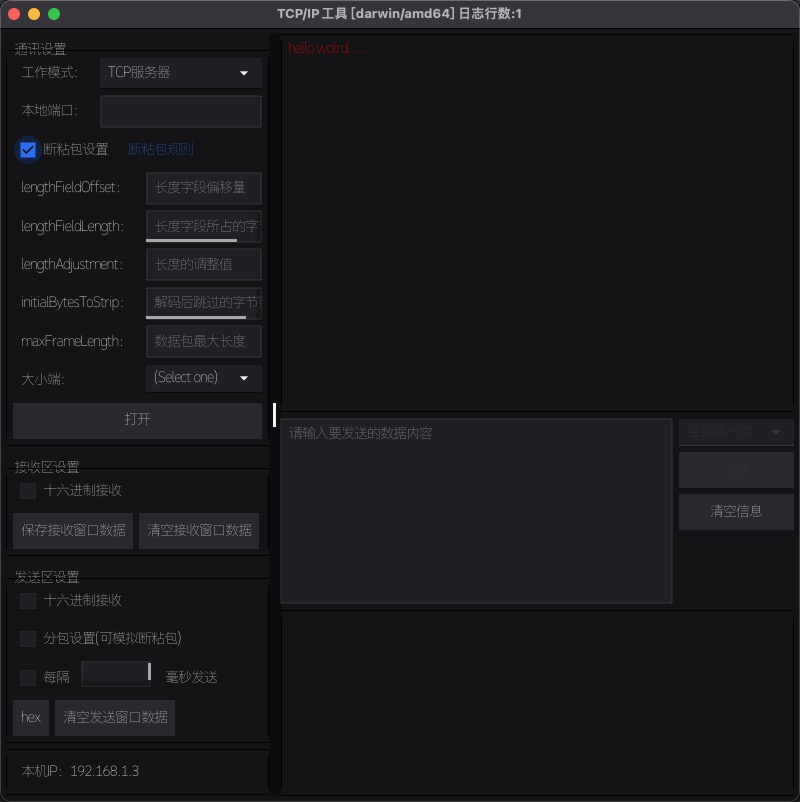 TCP/IP 工具 [darwin/amd64] 日志行数:1
通讯设置
工作模式: TCP服务器
本地端口:
断粘包设置 断粘包规则
lengthFieldOffset: 长度字段偏移量
lengthFieldLength: 长度字段所占的字
lengthAdjustment: 长度的调整值
initialBytesToStrip: 解码后跳过的字节
maxFrameLength: 数据包最大长度
大小端: (Select one)
打开
接收区设置
十六进制接收
保存接收窗口数据 清空接收窗口数据
发送区设置
十六进制接收
分包设置(可模拟断粘包)
每隔 毫秒发送
hex 清空发送窗口数据
本机IP: 192.168.1.3
hello wolrd.....
请输入要发送的数据内容
全部客户端
清空信息